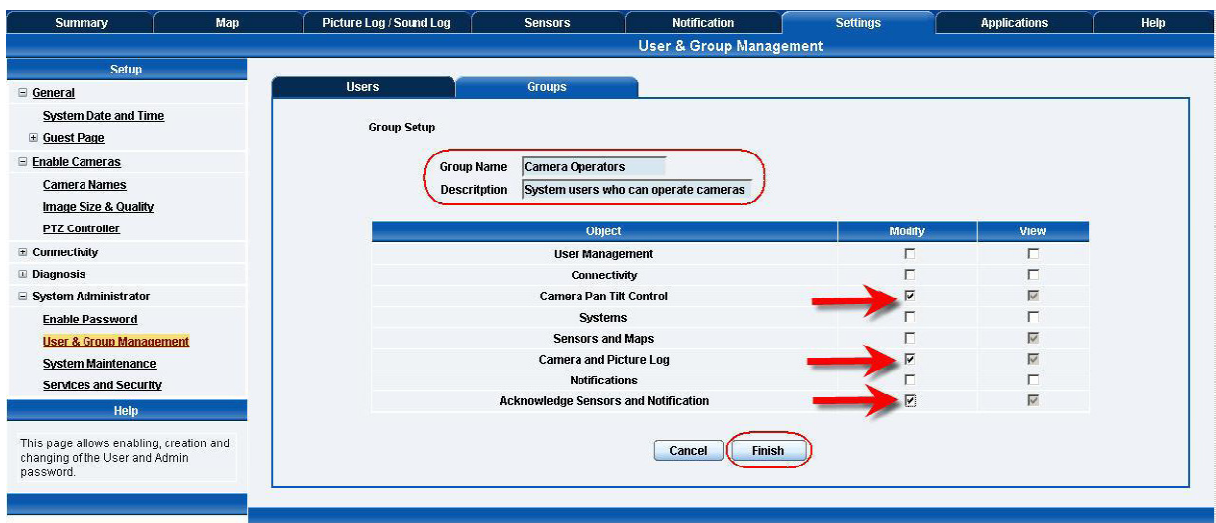 Summary
Map
Picture Log / Sound Log
Sensors
Notification
Settings
Applications
Help
User & Group Management
Setup
General
System Date and Time
Guest Page
Enable Cameras
Camera Names
Image Size & Quality
PTZ Controller
Connectivity
Diagnosis
System Administrator
Enable Password
User & Group Management
System Maintenance
Services and Security
Help
This page allows enabling, creation and
changing of the User and Admin
password.
Users
Groups
Group Setup
Group Name Camera Operators
Descritption System users who can operate cameras
Object Modify View
User Management
Connectivity
Camera Pan Tilt Control
Systems
Sensors and Maps
Camera and Picture Log
Notifications
Acknowledge Sensors and Notification
Cancel Finish